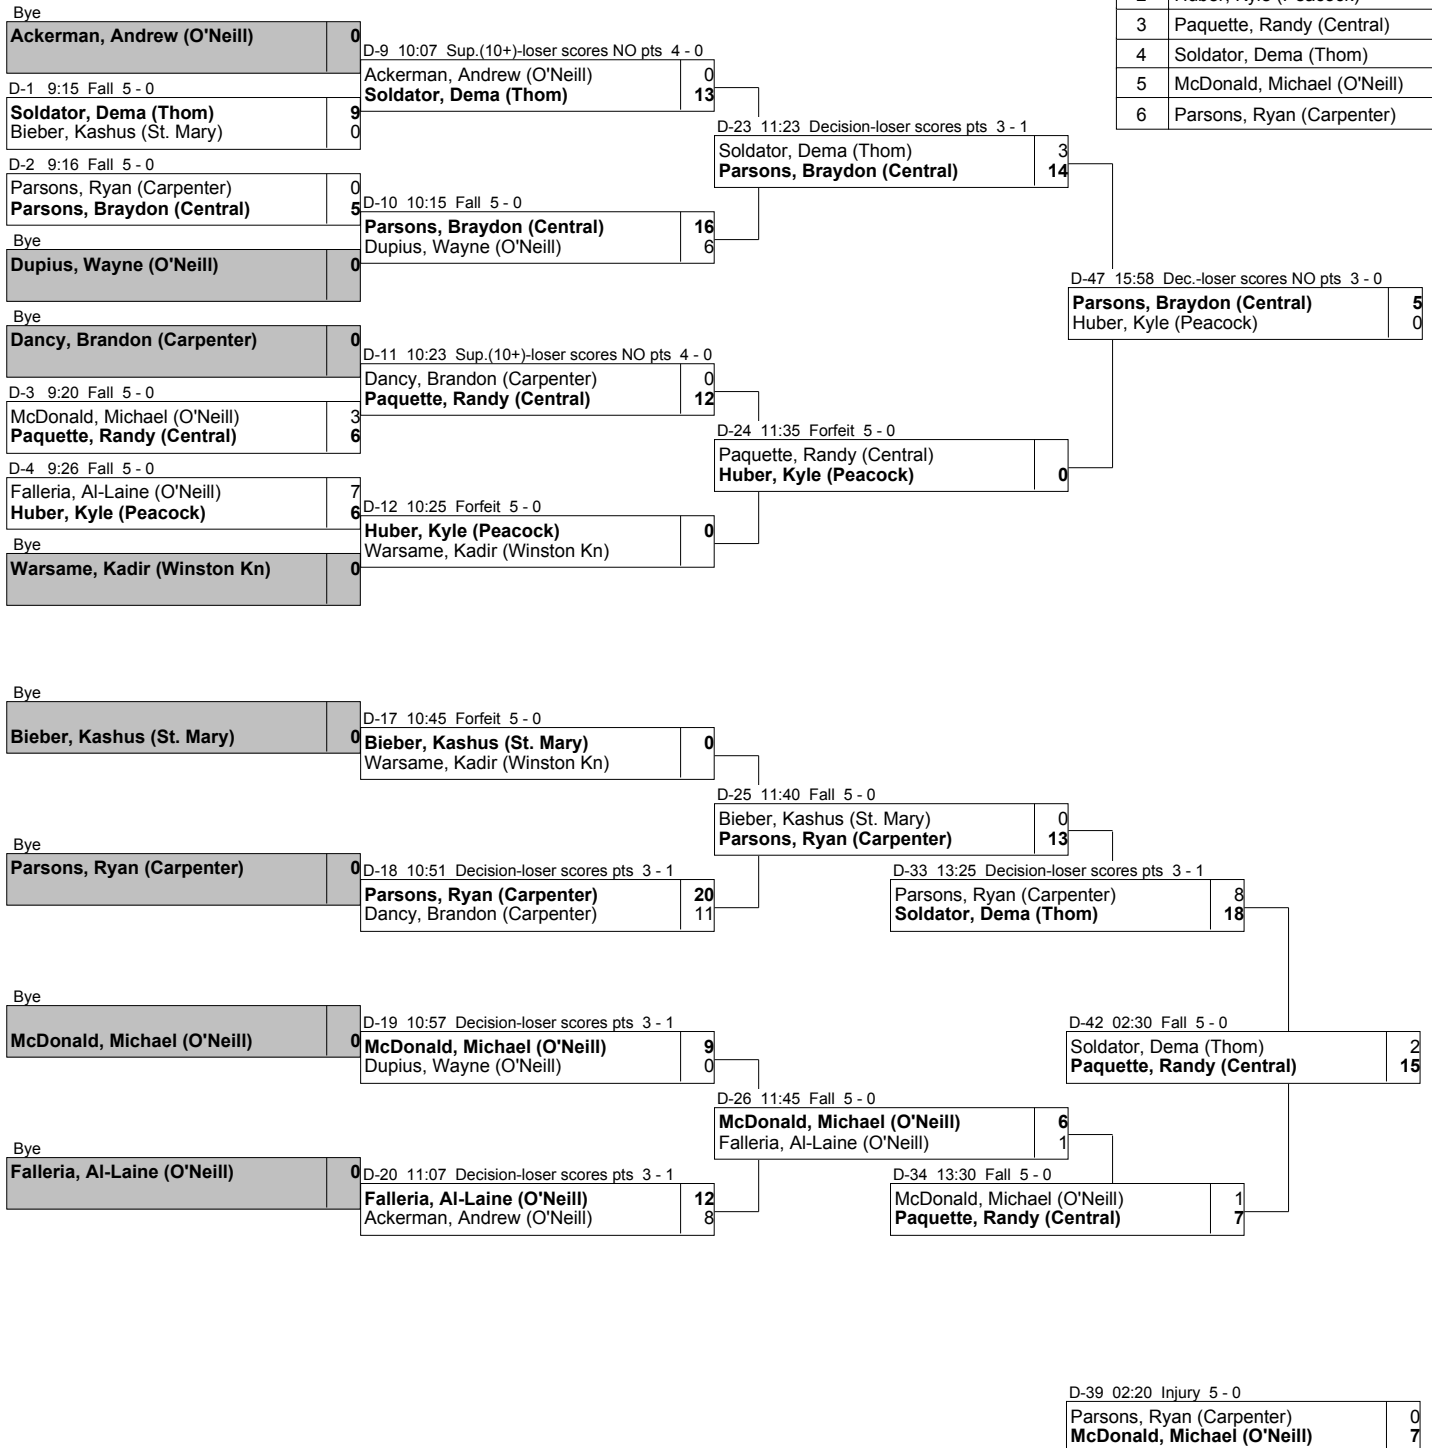 2 Huber, Kyle (Peacock)
3 Paquette, Randy (Central)
4 Soldator, Dema (Thom)
5 McDonald, Michael (O'Neill)
6 Parsons, Ryan (Carpenter)
Bye
Ackerman, Andrew (O'Neill) 0
D-1 9:15 Fall 5 - 0
Soldator, Dema (Thom) 9
Bieber, Kashus (St. Mary) 0
D-2 9:16 Fall 5 - 0
Parsons, Ryan (Carpenter) 0
Parsons, Braydon (Central) 5
Bye
Dupius, Wayne (O'Neill) 0
Bye
Dancy, Brandon (Carpenter) 0
D-3 9:20 Fall 5 - 0
McDonald, Michael (O'Neill) 3
Paquette, Randy (Central) 6
D-4 9:26 Fall 5 - 0
Falleria, Al-Laine (O'Neill) 7
Huber, Kyle (Peacock) 6
Bye
Warsame, Kadir (Winston Kn) 0
D-9 10:07 Sup.(10+)-loser scores NO pts 4 - 0
Ackerman, Andrew (O'Neill) 0
Soldator, Dema (Thom) 13
D-10 10:15 Fall 5 - 0
Parsons, Braydon (Central) 16
Dupius, Wayne (O'Neill) 6
D-11 10:23 Sup.(10+)-loser scores NO pts 4 - 0
Dancy, Brandon (Carpenter) 0
Paquette, Randy (Central) 12
D-12 10:25 Forfeit 5 - 0
Huber, Kyle (Peacock) 0
Warsame, Kadir (Winston Kn)
D-23 11:23 Decision-loser scores pts 3 - 1
Soldator, Dema (Thom) 3
Parsons, Braydon (Central) 14
D-24 11:35 Forfeit 5 - 0
Paquette, Randy (Central)
Huber, Kyle (Peacock) 0
D-47 15:58 Dec.-loser scores NO pts 3 - 0
Parsons, Braydon (Central) 5
Huber, Kyle (Peacock) 0
Bye
Bieber, Kashus (St. Mary) 0
Bye
Parsons, Ryan (Carpenter) 0
Bye
McDonald, Michael (O'Neill) 0
Bye
Falleria, Al-Laine (O'Neill) 0
D-17 10:45 Forfeit 5 - 0
Bieber, Kashus (St. Mary) 0
Warsame, Kadir (Winston Kn)
D-18 10:51 Decision-loser scores pts 3 - 1
Parsons, Ryan (Carpenter) 20
Dancy, Brandon (Carpenter) 11
D-19 10:57 Decision-loser scores pts 3 - 1
McDonald, Michael (O'Neill) 9
Dupius, Wayne (O'Neill) 0
D-20 11:07 Decision-loser scores pts 3 - 1
Falleria, Al-Laine (O'Neill) 12
Ackerman, Andrew (O'Neill) 8
D-25 11:40 Fall 5 - 0
Bieber, Kashus (St. Mary) 0
Parsons, Ryan (Carpenter) 13
D-26 11:45 Fall 5 - 0
McDonald, Michael (O'Neill) 6
Falleria, Al-Laine (O'Neill) 1
D-33 13:25 Decision-loser scores pts 3 - 1
Parsons, Ryan (Carpenter) 8
Soldator, Dema (Thom) 18
D-34 13:30 Fall 5 - 0
McDonald, Michael (O'Neill) 1
Paquette, Randy (Central) 7
D-42 02:30 Fall 5 - 0
Soldator, Dema (Thom) 2
Paquette, Randy (Central) 15
D-39 02:20 Injury 5 - 0
Parsons, Ryan (Carpenter) 0
McDonald, Michael (O'Neill) 7